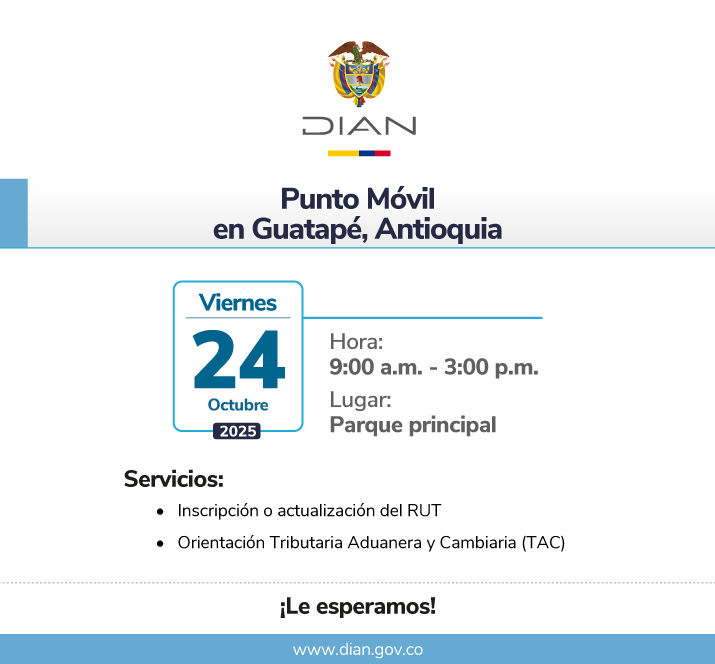 DIAN
Punto Móvil
en Guatapé, Antioquia
Viernes
24
Octubre
2025
Hora:
9:00 a.m. - 3:00 p.m.
Lugar:
Parque principal
Servicios:
• Inscripción o actualización del RUT
• Orientación Tributaria Aduanera y Cambiaria (TAC)
¡Le esperamos!
www.dian.gov.co